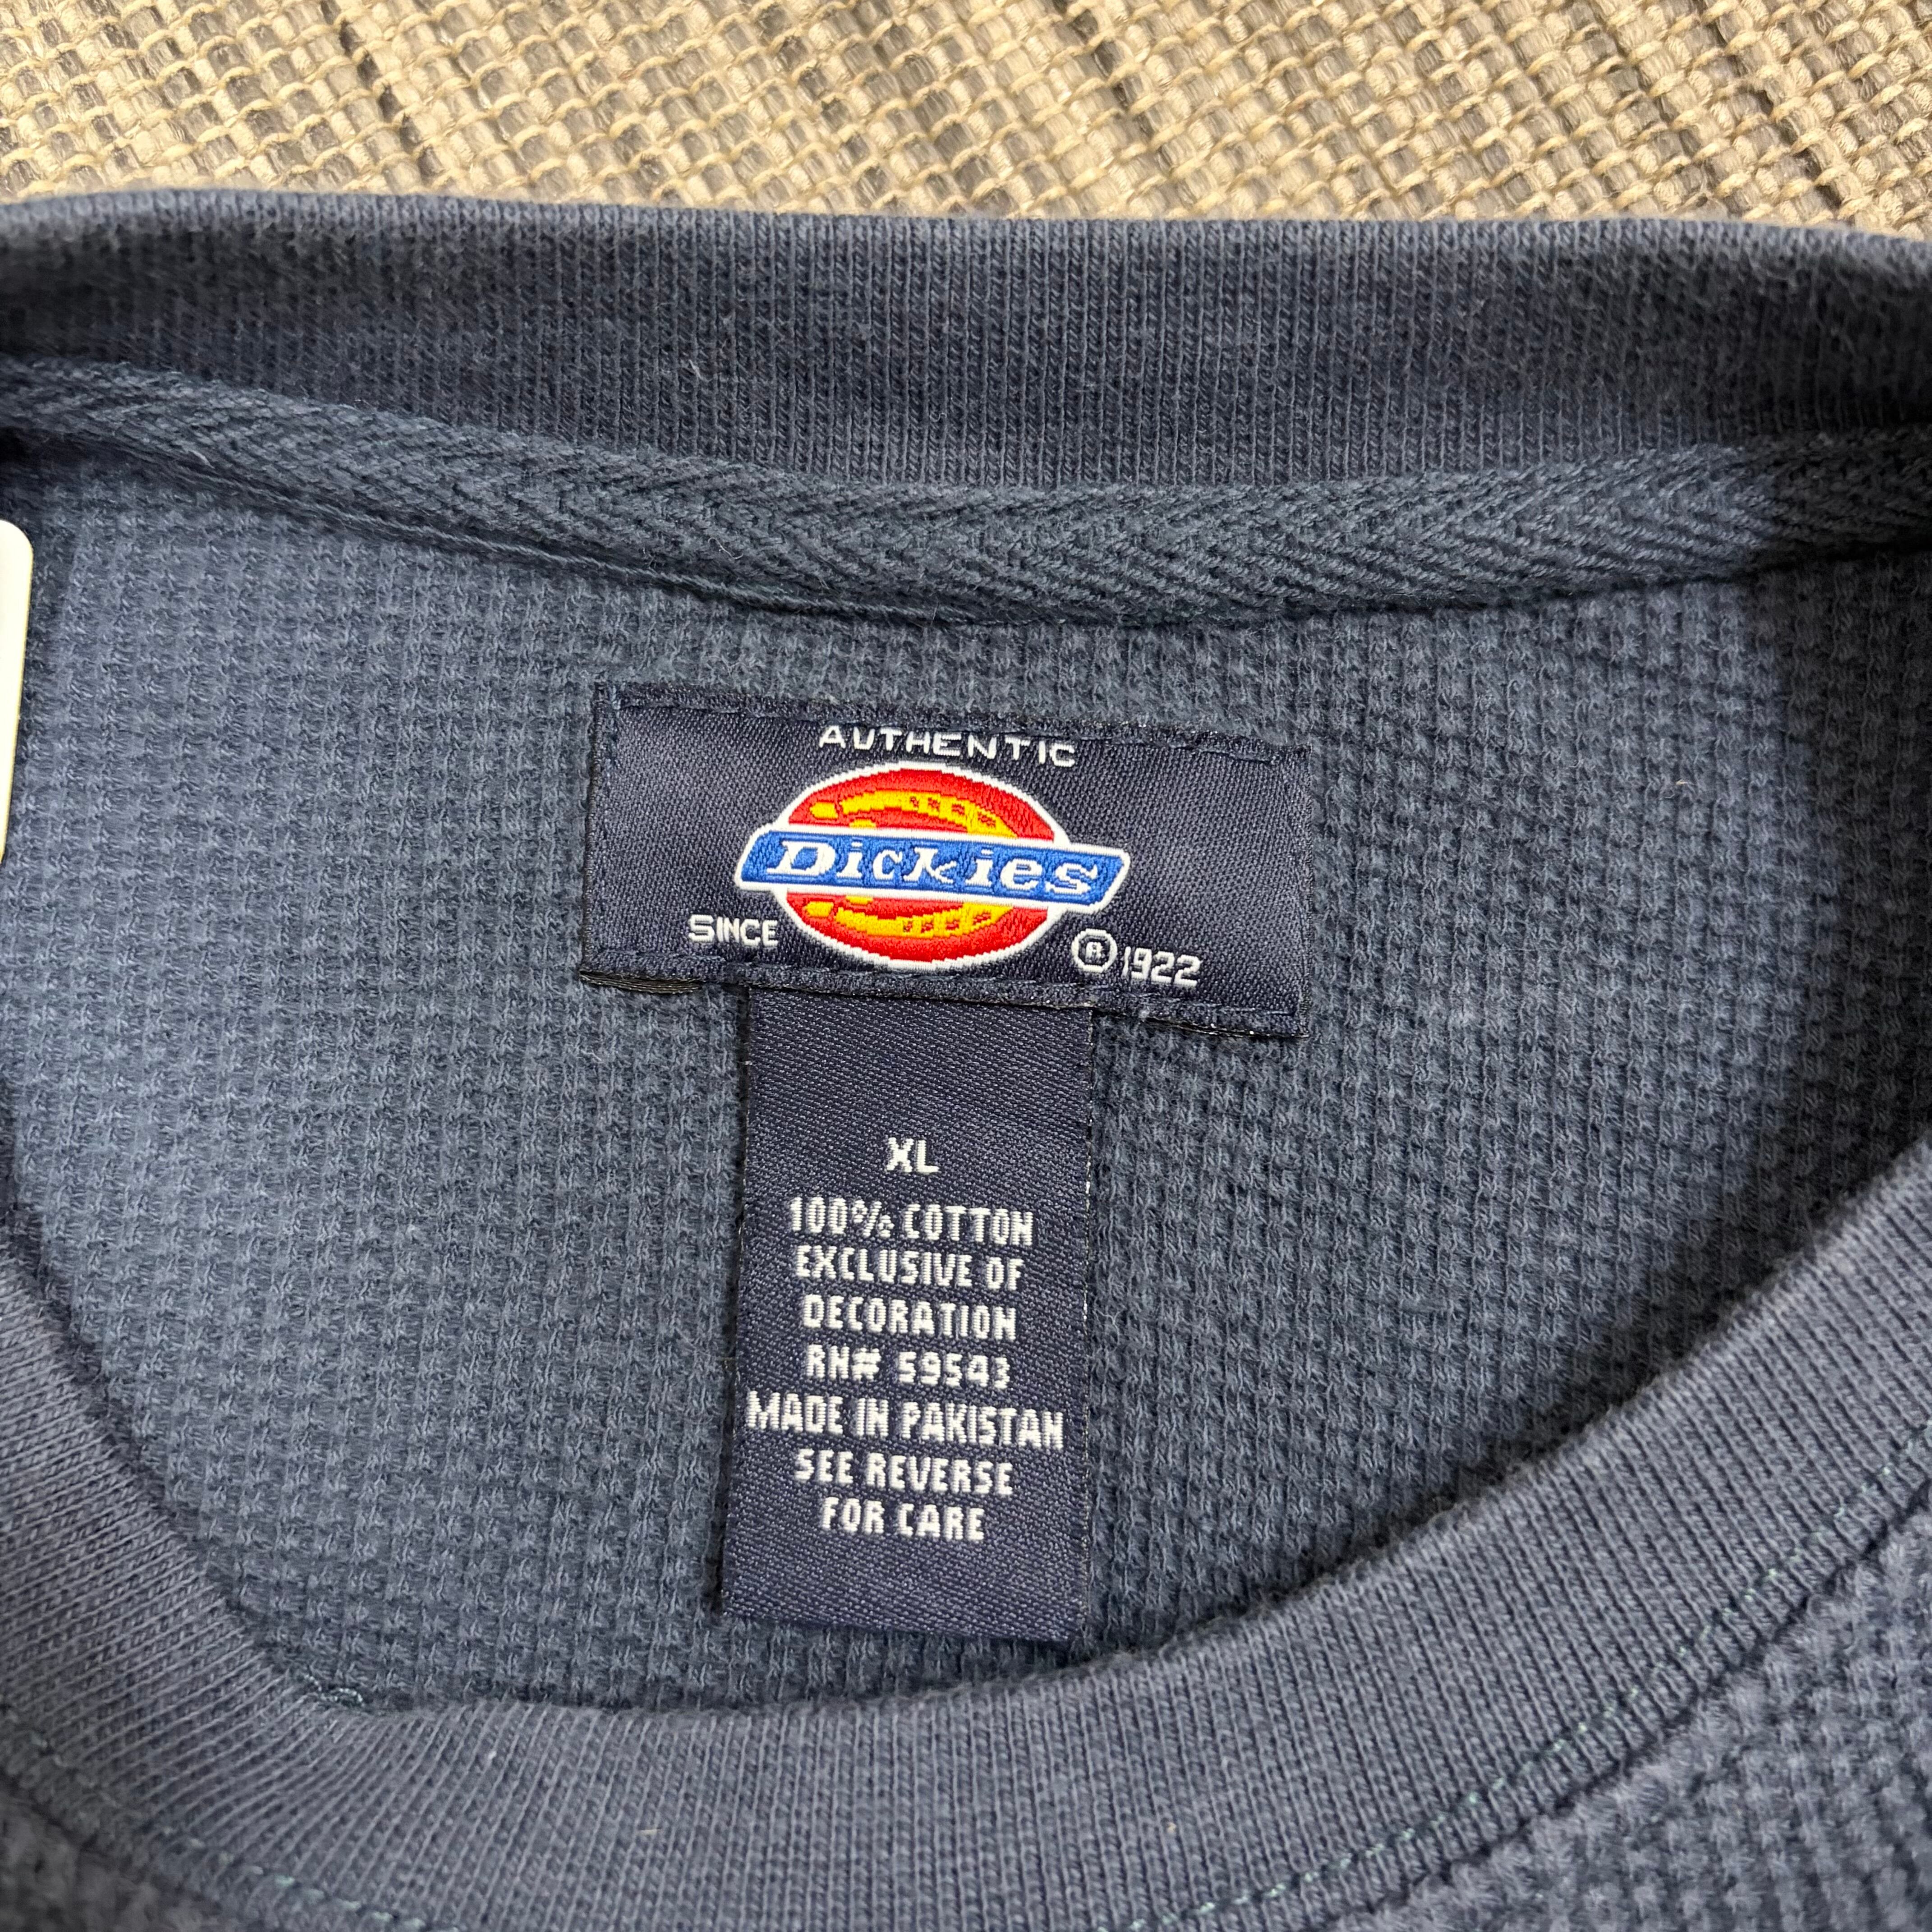 AUTHENTIC
Dickies
SINCE ® 1922
XL
100% COTTON
EXCLUSIVE OF
DECORATION
RN# 59543
MADE IN PAKISTAN
SEE REVERSE
FOR CARE